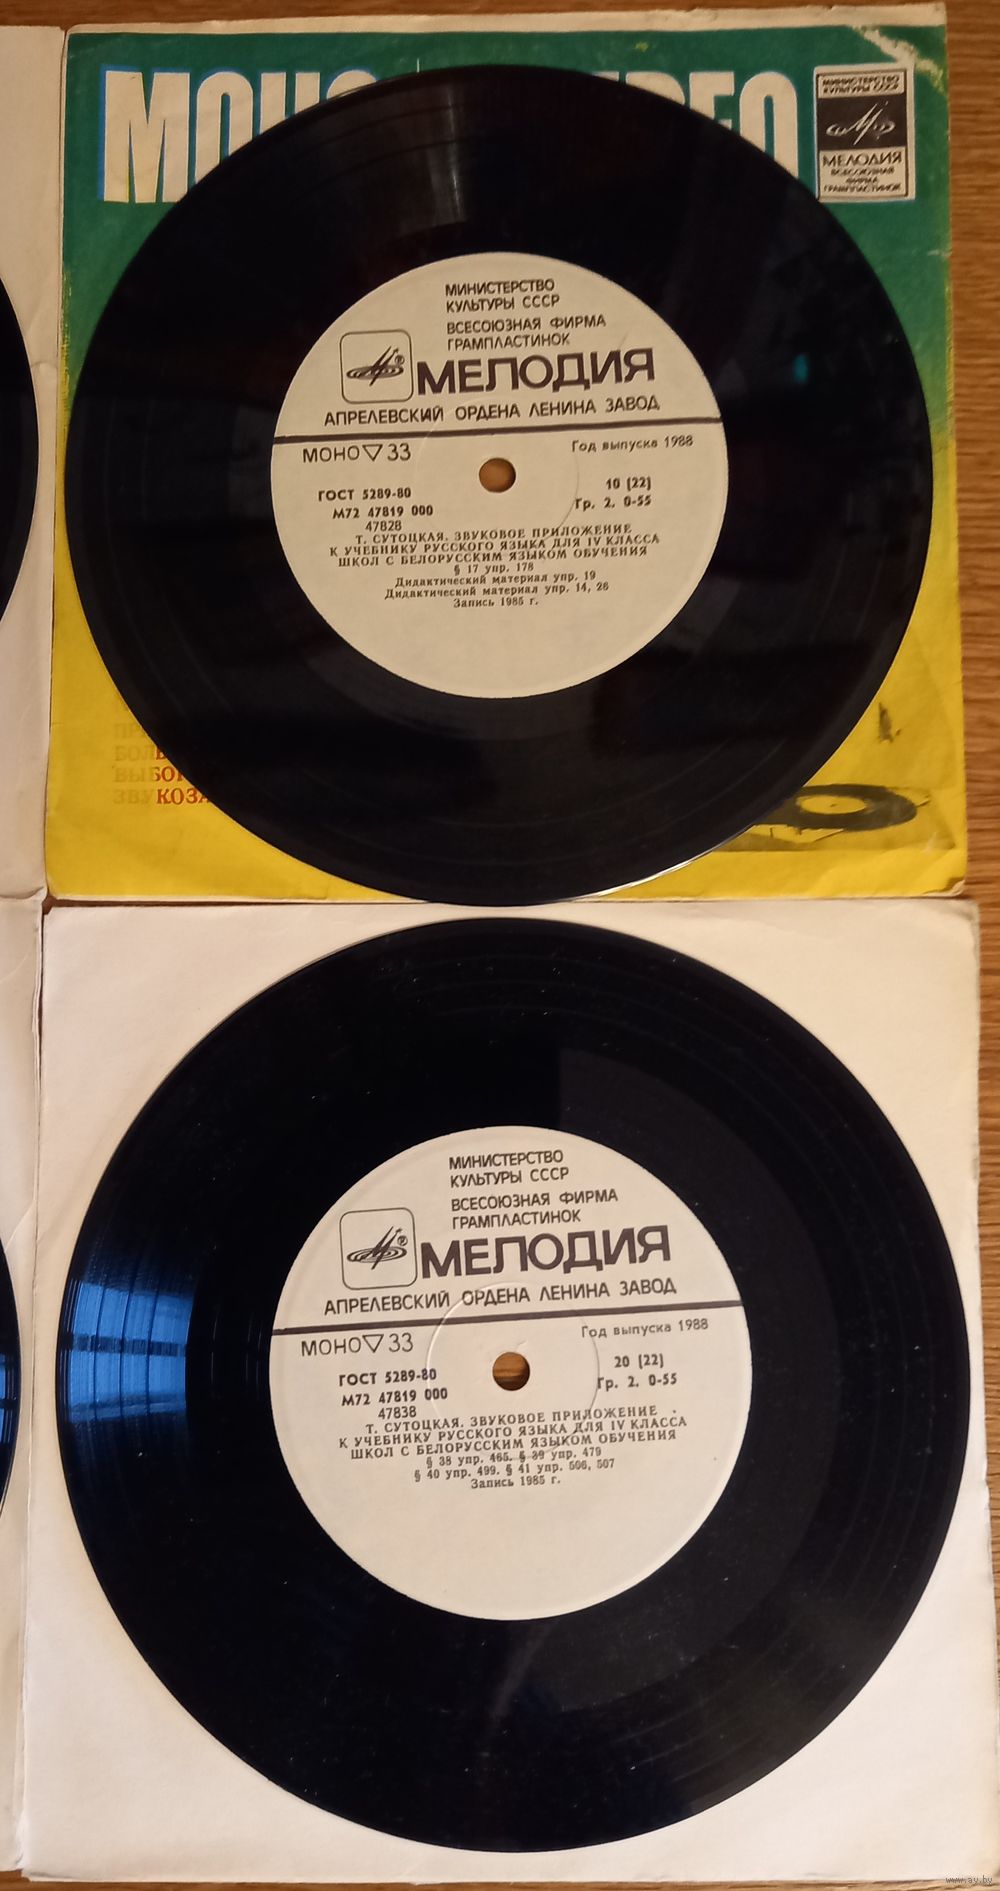 МИНИСТЕРСТВО
КУЛЬТУРЫ СССР
МЕЛОДИЯ
ВСЕСОЮЗНАЯ
ФИРМА
ГРАМПЛАСТИНОК
МИНИСТЕРСТВО
КУЛЬТУРЫ СССР
ВСЕСОЮЗНАЯ ФИРМА
ГРАМПЛАСТИНОК
МЕЛОДИЯ
АПРЕЛЕВСКИЙ ОРДЕНА ЛЕНИНА ЗАВОД
МОНО ▽ 33
Год выпуска 1988
ГОСТ 5289-80
10 (22)
М72 47819 000
Гр. 2. 0-55
47828
Т. СУТОЦКАЯ. ЗВУКОВОЕ ПРИЛОЖЕНИЕ
К УЧЕБНИКУ РУССКОГО ЯЗЫКА ДЛЯ IV КЛАССА
ШКОЛ С БЕЛОРУССКИМ ЯЗЫКОМ ОБУЧЕНИЯ
§ 17 упр. 178
Дидактический материал упр. 19
Дидактический материал упр. 14, 28
Запись 1985 г.
МИНИСТЕРСТВО
КУЛЬТУРЫ СССР
ВСЕСОЮЗНАЯ ФИРМА
ГРАМПЛАСТИНОК
МЕЛОДИЯ
АПРЕЛЕВСКИЙ ОРДЕНА ЛЕНИНА ЗАВОД
МОНО ▽ 33
Год выпуска 1988
ГОСТ 5289-80
20 (22)
М72 47819 000
Гр. 2. 0-55
47838
Т. СУТОЦКАЯ. ЗВУКОВОЕ ПРИЛОЖЕНИЕ
К УЧЕБНИКУ РУССКОГО ЯЗЫКА ДЛЯ IV КЛАССА
ШКОЛ С БЕЛОРУССКИМ ЯЗЫКОМ ОБУЧЕНИЯ
§ 38 упр. 465. § 39 упр. 479
§ 40 упр. 499. § 41 упр. 506, 507
Запись 1985 г.
www.ay.by